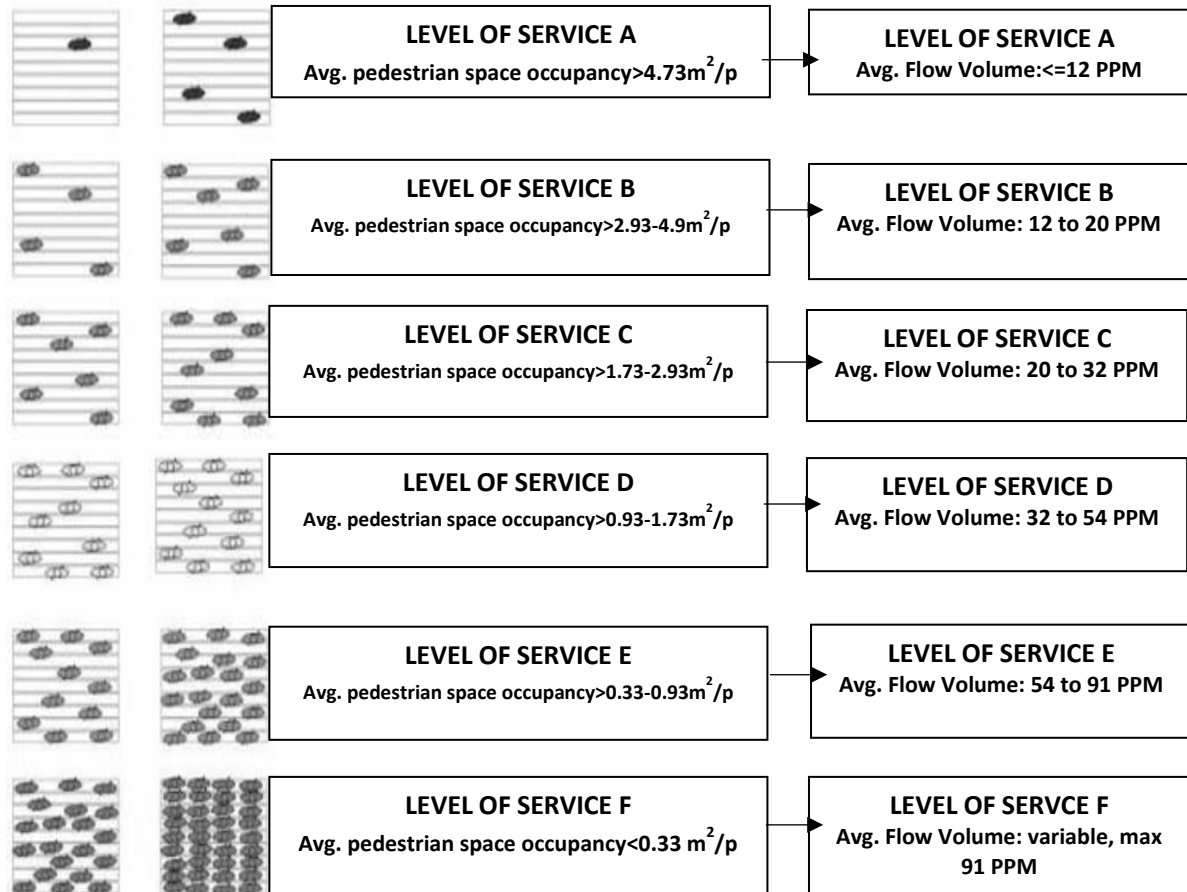 LEVEL OF SERVICE A
Avg. pedestrian space occupancy>4.73m²/p
LEVEL OF SERVICE A
Avg. Flow Volume:<=12 PPM
LEVEL OF SERVICE B
Avg. pedestrian space occupancy>2.93-4.9m²/p
LEVEL OF SERVICE B
Avg. Flow Volume: 12 to 20 PPM
LEVEL OF SERVICE C
Avg. pedestrian space occupancy>1.73-2.93m²/p
LEVEL OF SERVICE C
Avg. Flow Volume: 20 to 32 PPM
LEVEL OF SERVICE D
Avg. pedestrian space occupancy>0.93-1.73m²/p
LEVEL OF SERVICE D
Avg. Flow Volume: 32 to 54 PPM
LEVEL OF SERVICE E
Avg. pedestrian space occupancy>0.33-0.93m²/p
LEVEL OF SERVICE E
Avg. Flow Volume: 54 to 91 PPM
LEVEL OF SERVICE F
Avg. pedestrian space occupancy<0.33 m²/p
LEVEL OF SERVCE F
Avg. Flow Volume: variable, max
91 PPM